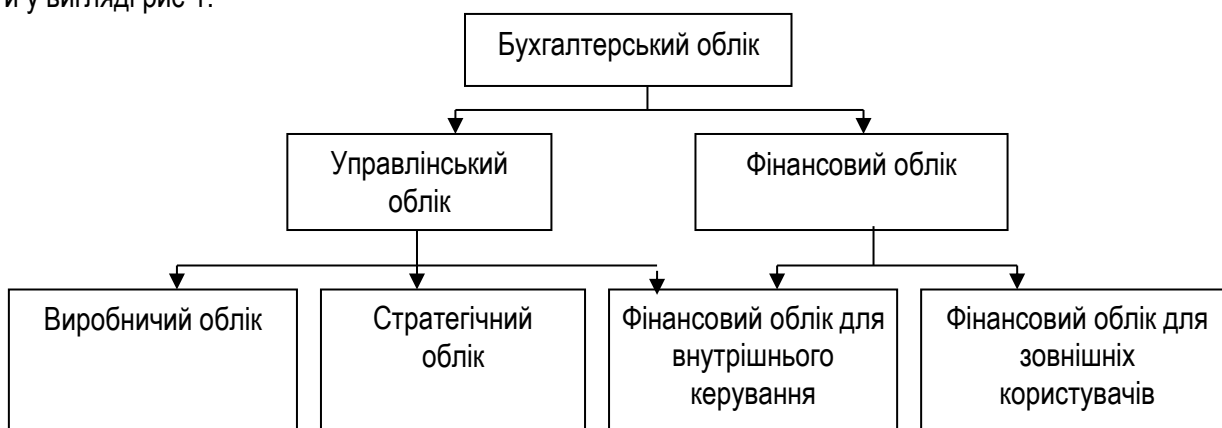 и у вигляді рис 1.
Бухгалтерський облік
Управлінський
облік
Фінансовий облік
Виробничий облік
Стратегічний
облік
Фінансовий облік для
внутрішнього
керування
Фінансовий облік для
зовнішніх
користувачів